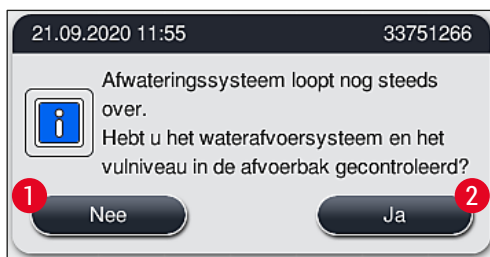 21.09.2020 11:55 33751266
Afwateringssysteem loopt nog steeds
over.
Hebt u het waterafvoersysteem en het
vulniveau in de afvoerbak gecontroleerd?
1 2
Nee Ja